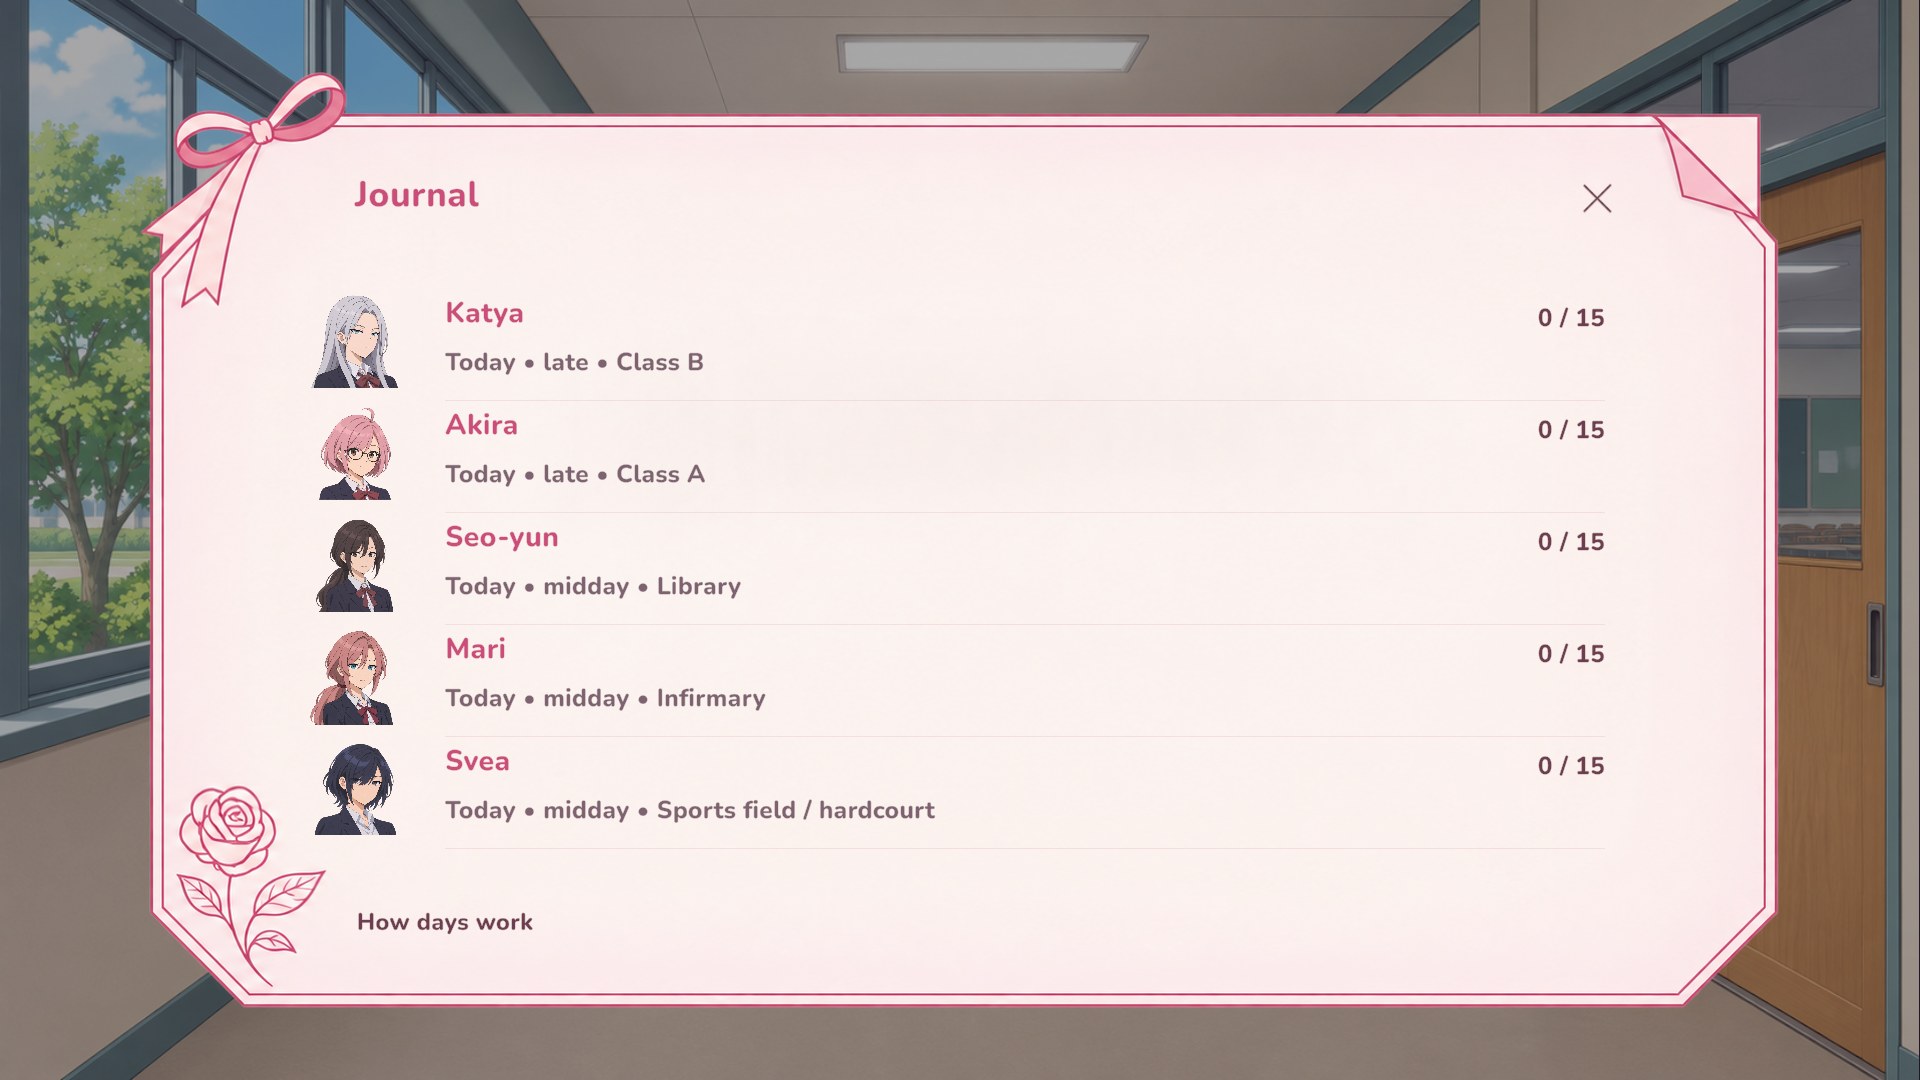 Journal
Katya
0 / 15
Today • late • Class B
Akira
0 / 15
Today • late • Class A
Seo-yun
0 / 15
Today • midday • Library
Mari
0 / 15
Today • midday • Infirmary
Svea
0 / 15
Today • midday • Sports field / hardcourt
How days work